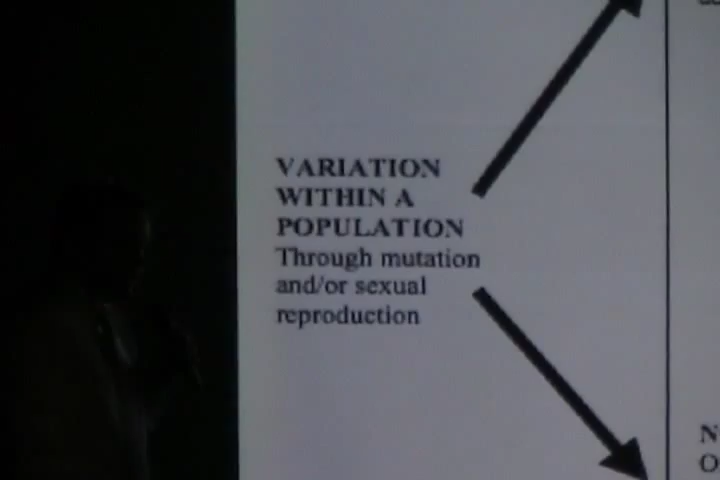 VARIATION
WITHIN A
POPULATION
Through mutation
and/or sexual
reproduction
N
O